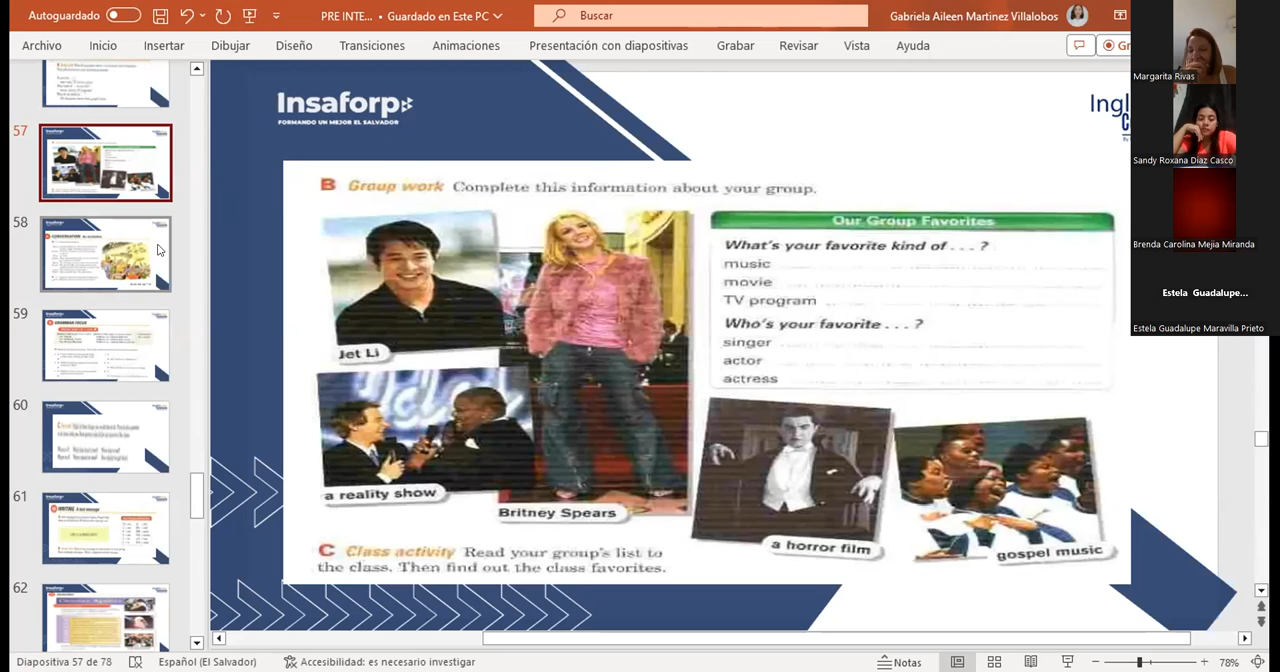 Autoguardado
PRE INTE... • Guardado en Este PC
Buscar
Gabriela Aileen Martinez Villalobos
Archivo Inicio Insertar Dibujar Diseño Transiciones Animaciones Presentación con diapositivas Grabar Revisar Vista Ayuda
Gr
57
58
59
60
61
62
Insaforp
FORMANDO UN MEJOR EL SALVADOR
Ingl
B Group work Complete this information about your group.
Our Group Favorites
What's your favorite kind of . . . ?
music
movie
TV program
Who's your favorite . . . ?
singer
actor
actress
Jet Li
Idol
a reality show
Britney Spears
a horror film
gospel music
C Class activity Read your group's list to
the class. Then find out the class favorites.
Margarita Rivas
Sandy Roxana Diaz Casco
Brenda Carolina Mejia Miranda
Estela Guadalupe...
Estela Guadalupe Maravilla Prieto
Diapositiva 57 de 78
Español (El Salvador)
Accesibilidad: es necesario investigar
Notas
78%